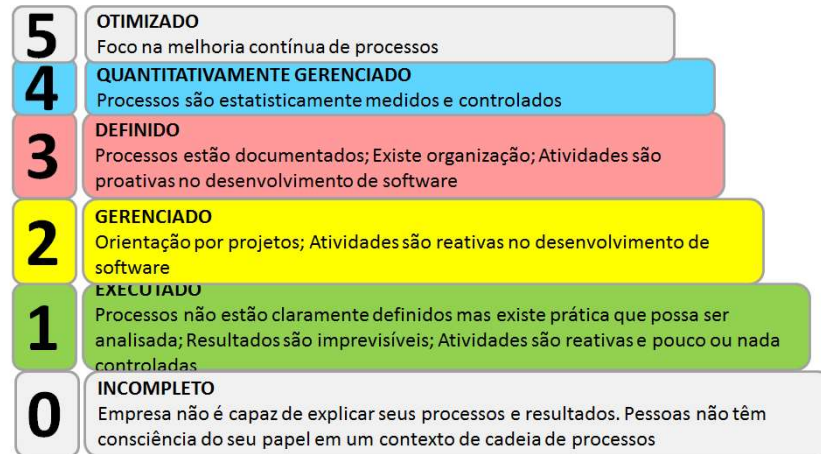 5
OTIMIZADO
Foco na melhoria contínua de processos
4
QUANTITATIVAMENTE GERENCIADO
Processos são estatisticamente medidos e controlados
3
DEFINIDO
Processos estão documentados; Existe organização; Atividades são
proativas no desenvolvimento de software
2
GERENCIADO
Orientação por projetos; Atividades são reativas no desenvolvimento de
software
1
EXECUTADO
Processos não estão claramente definidos mas existe prática que possa ser
analisada; Resultados são imprevisíveis; Atividades são reativas e pouco ou nada
controladas
0
INCOMPLETO
Empresa não é capaz de explicar seus processos e resultados. Pessoas não têm
consciência do seu papel em um contexto de cadeia de processos